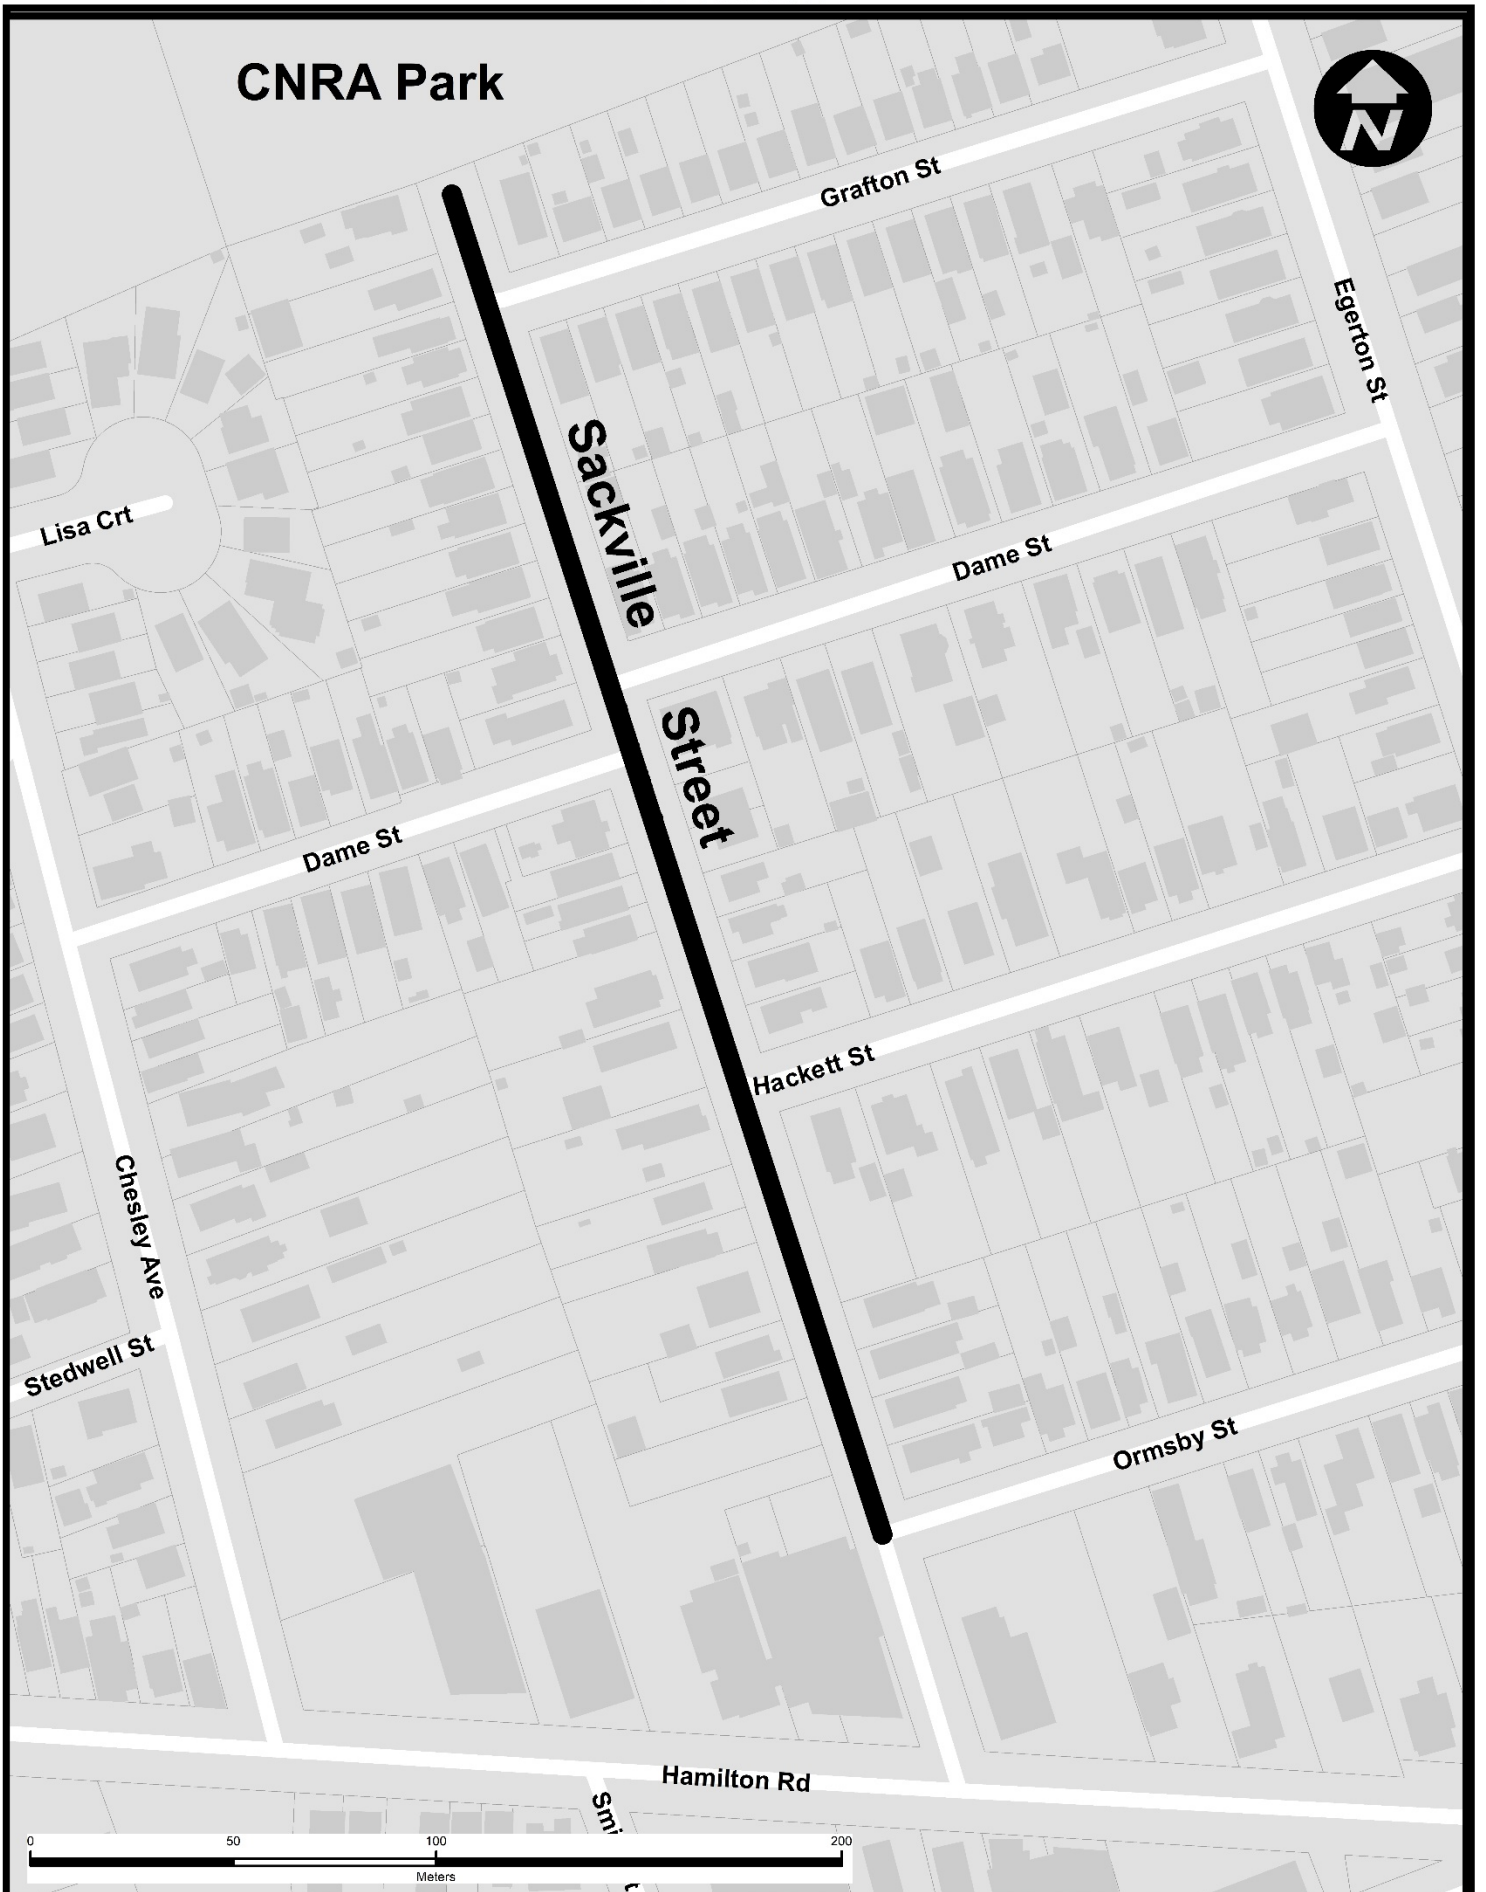 CNRA Park
N
Grafton St
Egerton St
Sackville
Street
Lisa Crt
Dame St
Dame St
Hackett St
Chesley Ave
Stedwell St
Ormsby St
Hamilton Rd
0 50 100 200
Meters